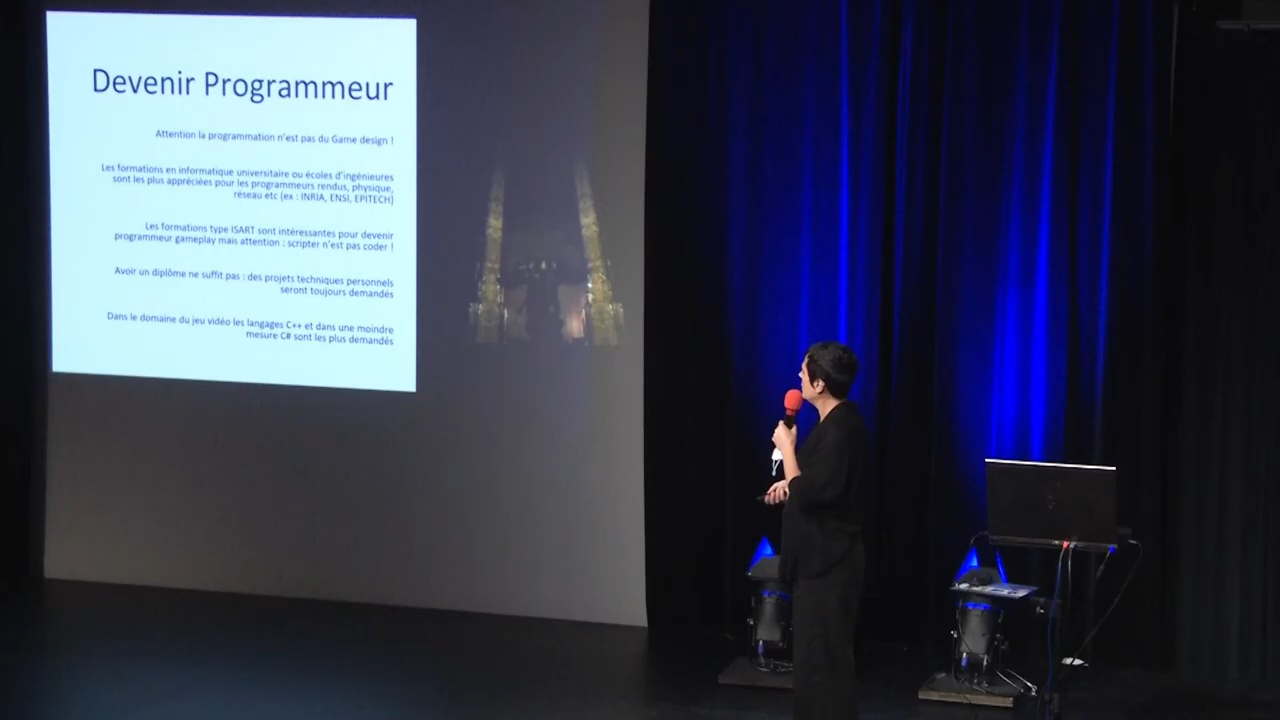 Devenir Programmeur
Attention la programmation n'est pas du Game design !
Les formations en informatique universitaire ou écoles d'ingénieures
sont les plus appréciées pour les programmeurs rendus, physique,
réseau etc (ex : INRIA, ENSI, EPITECH)
Les formations type ISART sont intéressantes pour devenir
programmeur gameplay mais attention : scripter n'est pas coder !
Avoir un diplôme ne suffit pas : des projets techniques personnels
seront toujours demandés
Dans le domaine du jeu vidéo les langages C++ et dans une moindre
mesure C# sont les plus demandés